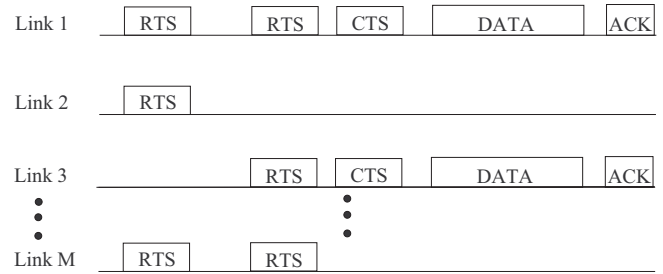 Link 1 RTS RTS CTS DATA ACK
Link 2 RTS
Link 3 RTS CTS DATA ACK
Link M RTS RTS